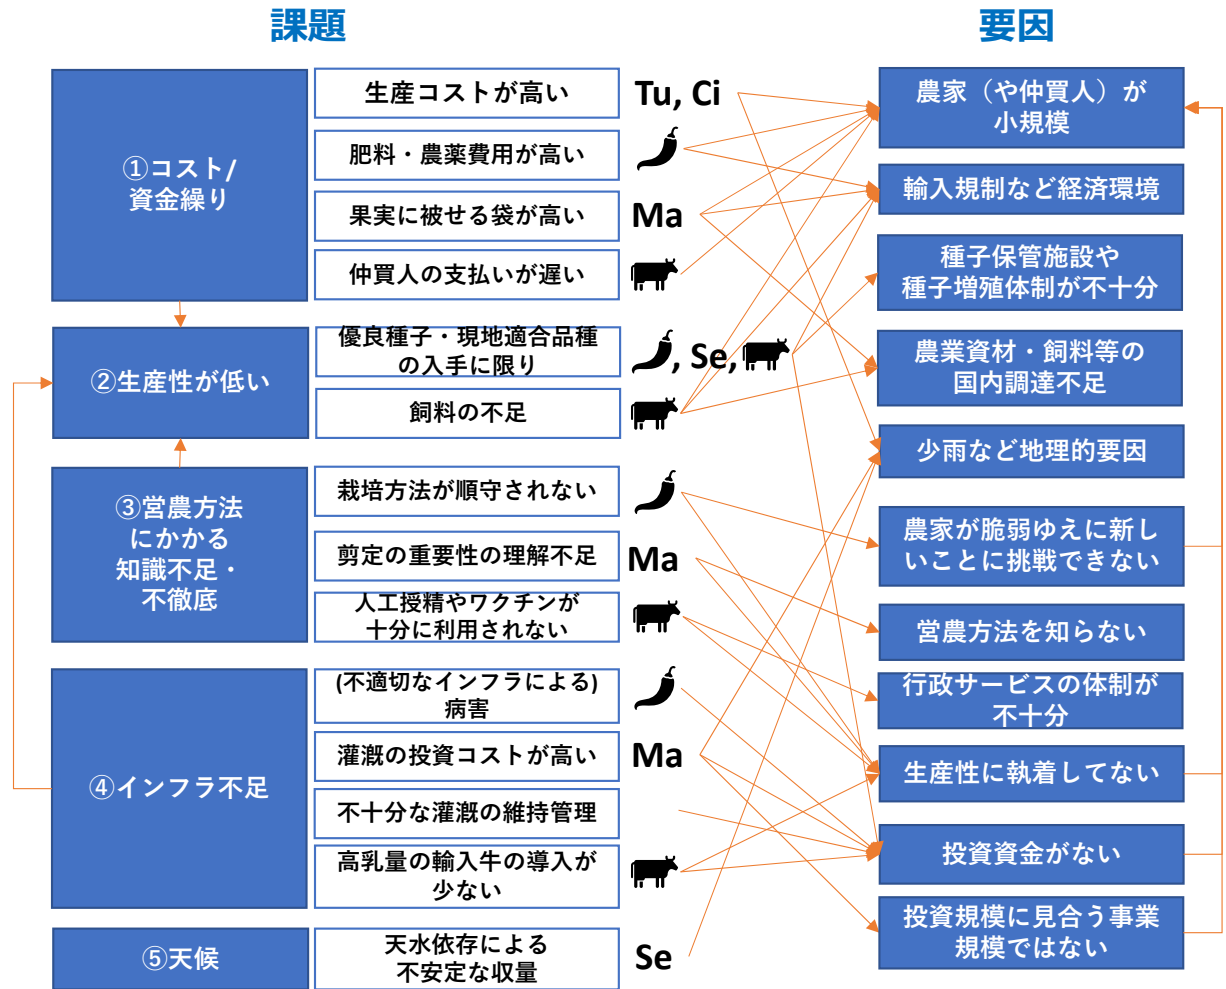 課題
要因
①コスト/
資金繰り
生産コストが高い
Tu, Ci
肥料・農薬費用が高い
果実に被せる袋が高い
Ma
仲買人の支払いが遅い
②生産性が低い
優良種子・現地適合品種
の入手に限り
, Se,
飼料の不足
③営農方法
にかかる
知識不足・
不徹底
栽培方法が順守されない
剪定の重要性の理解不足
Ma
人工授精やワクチンが
十分に利用されない
④インフラ不足
(不適切なインフラによる)
病害
灌漑の投資コストが高い
Ma
不十分な灌漑の維持管理
高乳量の輸入牛の導入が
少ない
⑤天候
天水依存による
不安定な収量
Se
農家（や仲買人）が
小規模
輸入規制など経済環境
種子保管施設や
種子増殖体制が不十分
農業資材・飼料等の
国内調達不足
少雨など地理的要因
農家が脆弱ゆえに新し
いことに挑戦できない
営農方法を知らない
行政サービスの体制が
不十分
生産性に執着してない
投資資金がない
投資規模に見合う事業
規模ではない